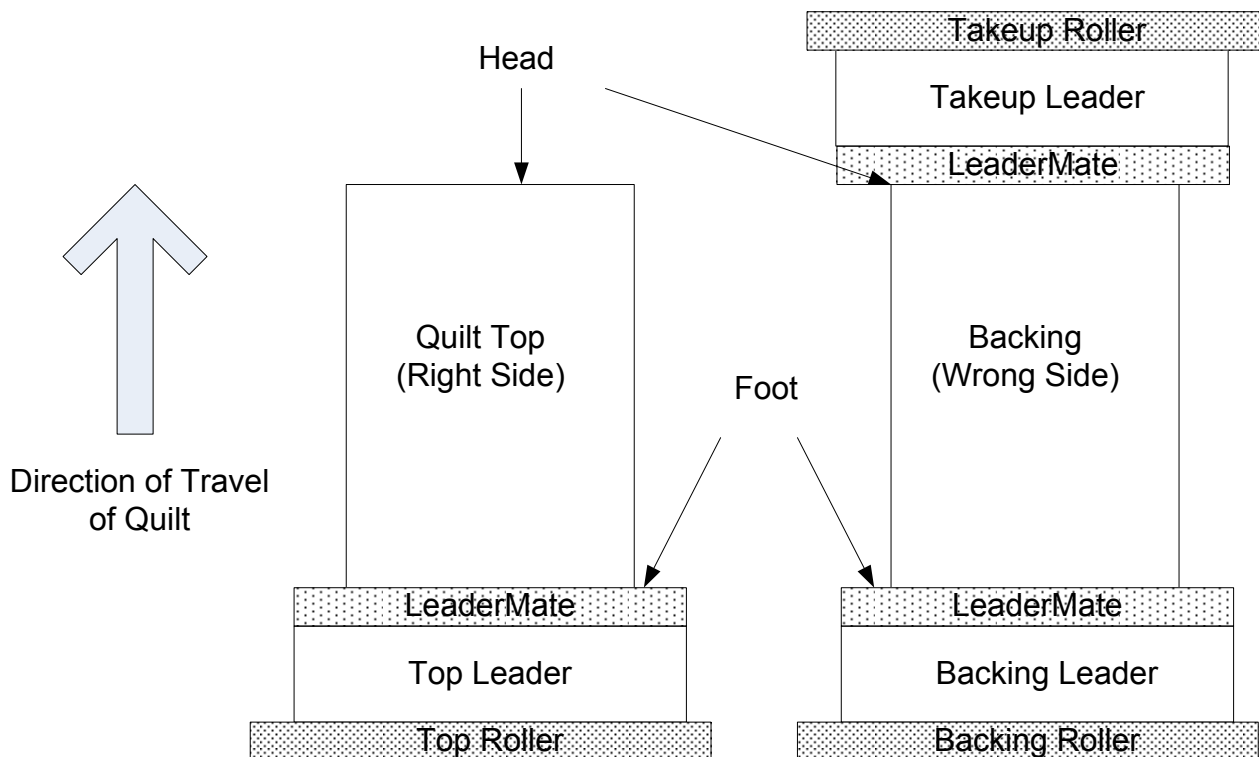 Takeup Roller
Head
Takeup Leader
LeaderMate
Quilt Top
(Right Side)
Backing
(Wrong Side)
Foot
Direction of Travel
of Quilt
LeaderMate
LeaderMate
Top Leader
Backing Leader
Top Roller
Backing Roller